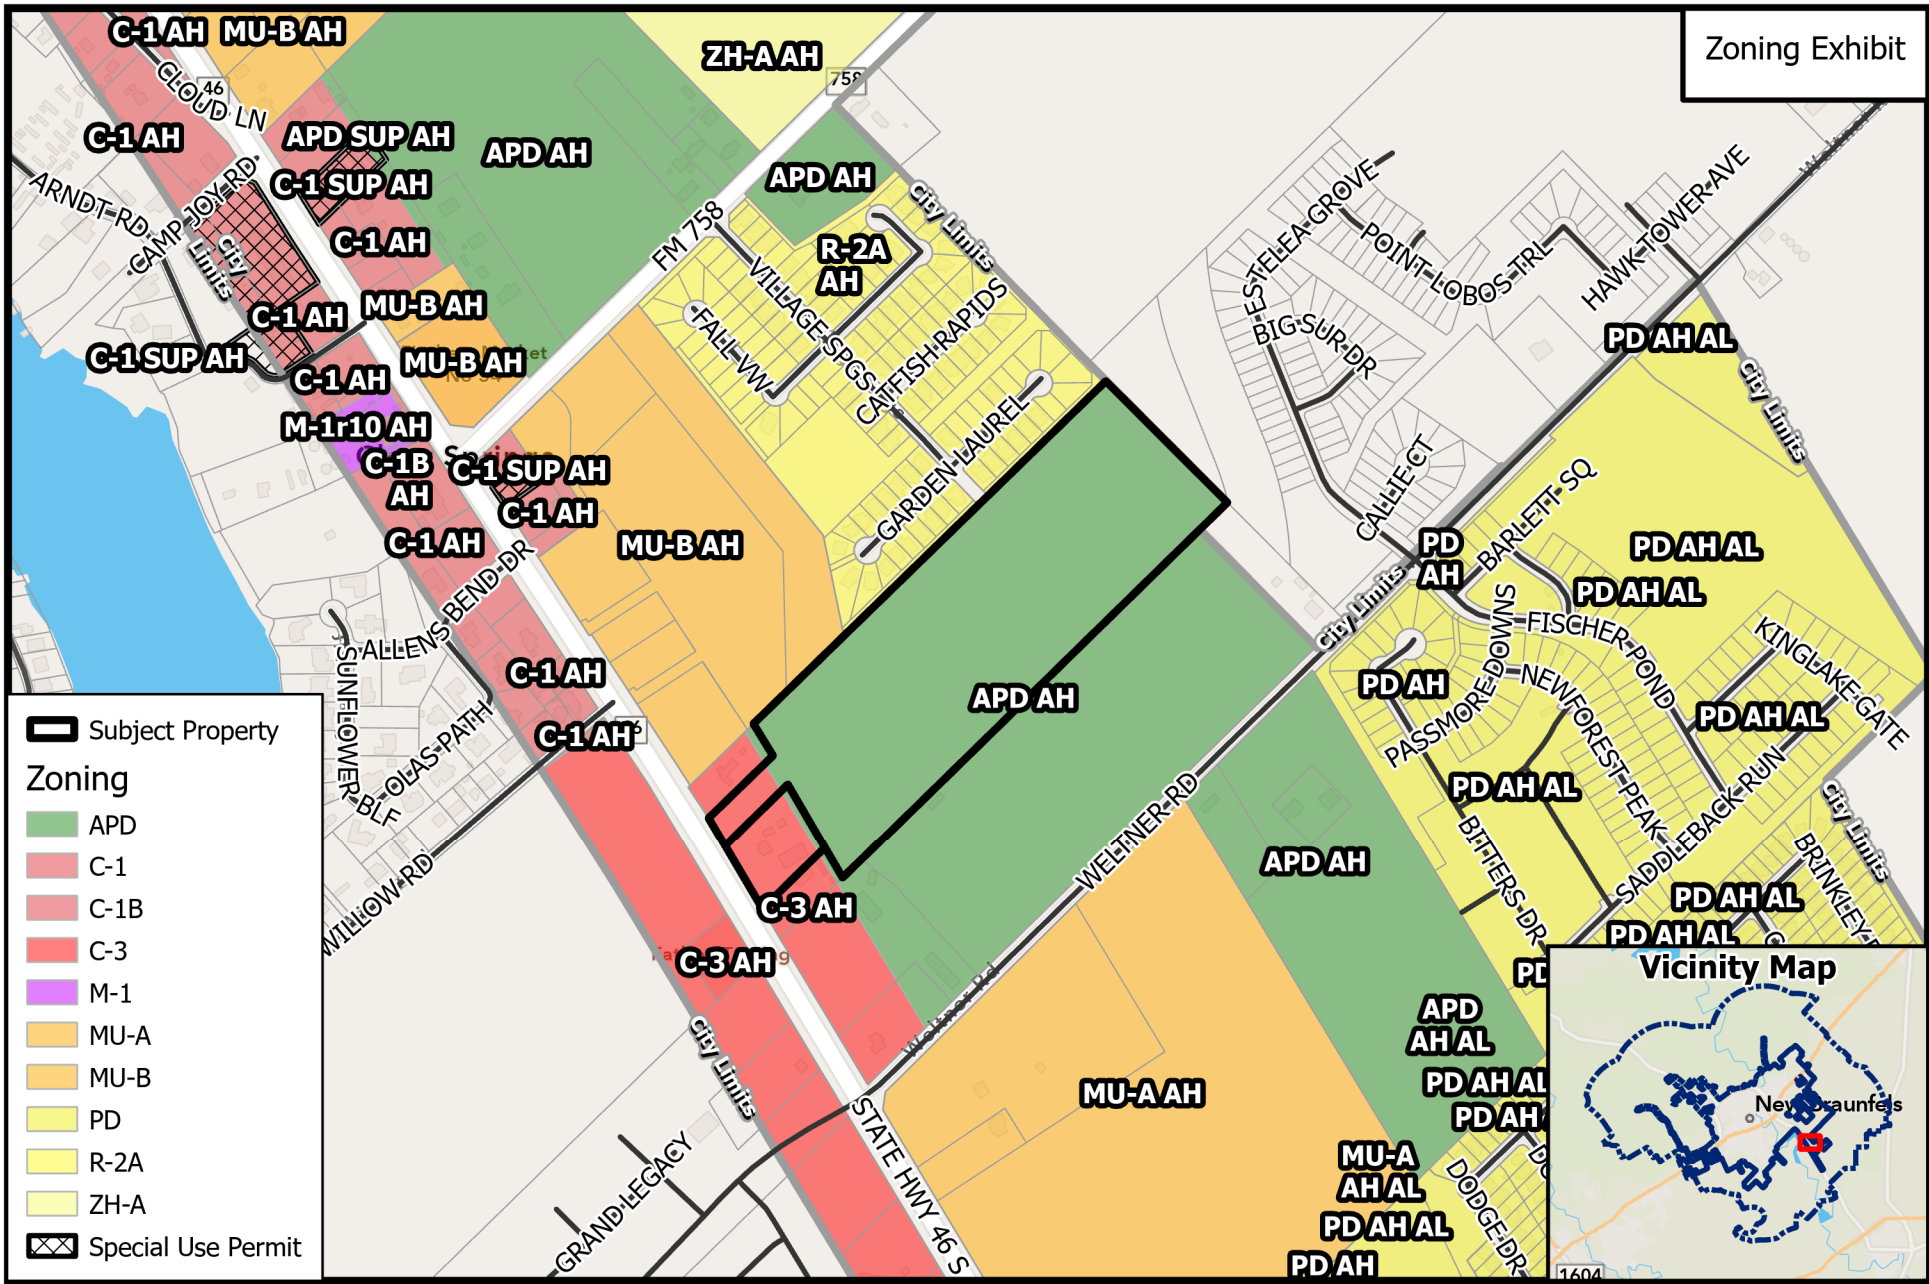 Zoning Exhibit
C-1 AH
MU-B AH
ZH-A AH
46
758
CLOUD LN
C-1 AH
APD SUP AH
APD AH
APD AH
C-1 SUP AH
ARNDT RD
CAMP JOY RD
City Limits
C-1 AH
FM 758
R-2A
AH
City Limits
ESTELEA GROVE
POINT LOBOS TRL
HAWK TOWER AVE
C-1 AH
MU-B AH
VILLAGE SPGS
BIG SUR DR
PD AH AL
C-1 SUP AH
MU-B AH
C-1 AH
FALL VW
CATFISH RAPIDS
City Limits
M-1r10 AH
GARDEN LAUREL
CALLIE CT
C-1B
AH
C-1 SUP AH
C-1 AH
C-1 AH
MU-B AH
BARLETT SQ
PD
AH
PD AH AL
PD AH AL
ALLENS BEND DR
City Limits
FISCHER POND
KINGLAKE GATE
SUNFLOWER
C-1 AH
APD AH
PD AH
PASSMORE DOWNS
NEWFOREST PEAK
PD AH AL
OLAS PATH
C-1 AH
BLF
WILLOW RD
WELTNER RD
PD AH AL
SADDLEBACK RUN
City Limits
BITTERS DR
APD AH
BRINKLEY
C-3 AH
PD AH AL
PD AH AL
C-3 AH
Weltner Rd
PD
City Limits
APD
AH AL
PD AH AL
PD AH
MU-A AH
STATE HWY 46 S
GRAND LEGACY
MU-A
AH AL
DODGE DR
PD AH AL
PD AH
Subject Property
Zoning
APD
C-1
C-1B
C-3
M-1
MU-A
MU-B
PD
R-2A
ZH-A
Special Use Permit
Vicinity Map
New Braunfels
1604